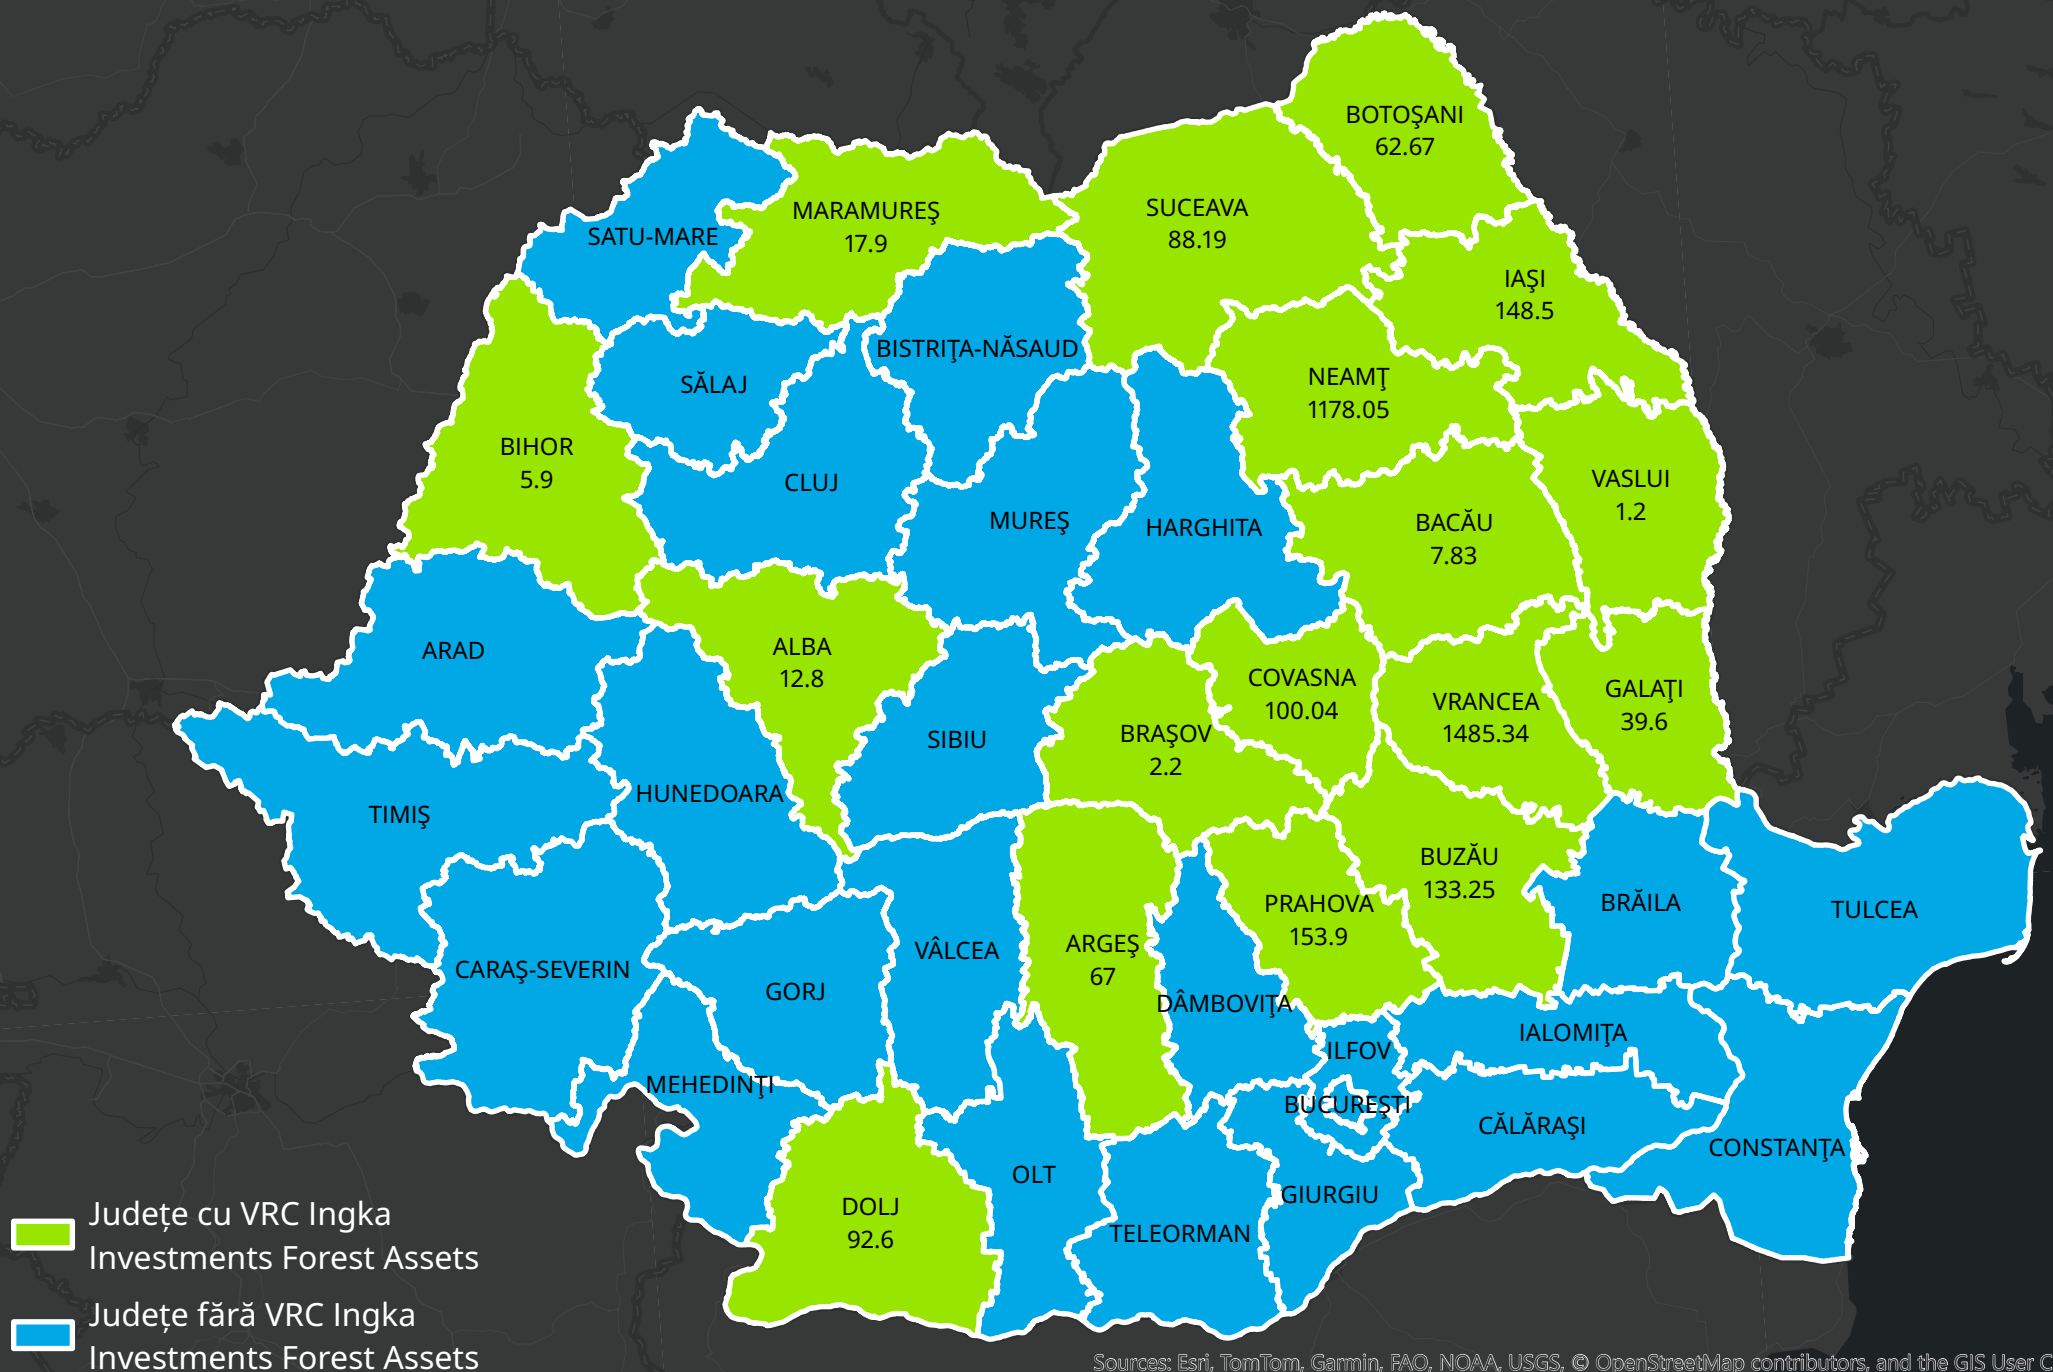 BOTOŞANI
62.67
SUCEAVA
88.19
MARAMUREŞ
17.9
SATU-MARE
IAŞI
148.5
BISTRIŢA-NĂSAUD
SĂLAJ
NEAMŢ
1178.05
BIHOR
5.9
CLUJ
VASLUI
1.2
MUREŞ
HARGHITA
BACĂU
7.83
ARAD
ALBA
12.8
COVASNA
100.04
VRANCEA
1485.34
GALAŢI
39.6
SIBIU
BRAŞOV
2.2
HUNEDOARA
TIMIŞ
BUZĂU
133.25
PRAHOVA
153.9
BRĂILA
TULCEA
VÂLCEA
ARGEŞ
67
CARAŞ-SEVERIN
GORJ
DÂMBOVIŢA
IALOMIŢA
ILFOV
MEHEDINŢI
BUCUREŞTI
CĂLĂRAŞI
CONSTANŢA
OLT
GIURGIU
DOLJ
92.6
TELEORMAN
Județe cu VRC Ingka
Investments Forest Assets
Județe fără VRC Ingka
Investments Forest Assets
Sources: Esri, TomTom, Garmin, FAO, NOAA, USGS, © OpenStreetMap contributors, and the GIS User C